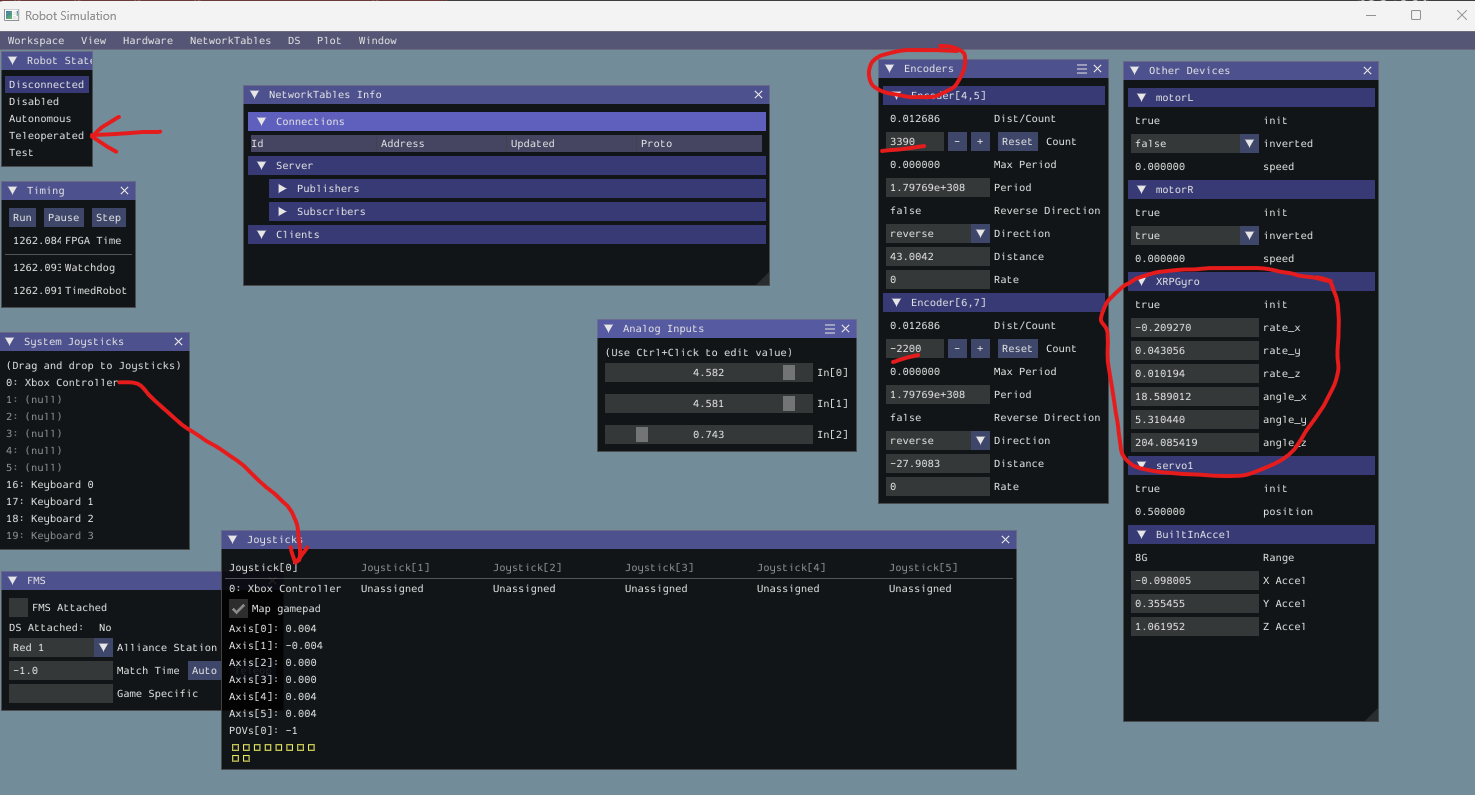 Robot Simulation
Workspace View Hardware NetworkTables DS Plot Window
Robot State
Disconnected
Disabled
Autonomous
Teleoperated
Test
Timing
Run Pause Step
1262.084 FPGA Time
1262.093 Watchdog
1262.091 TimedRobot
System Joysticks
(Drag and drop to Joysticks)
0: Xbox Controller
1: (null)
2: (null)
3: (null)
4: (null)
5: (null)
16: Keyboard 0
17: Keyboard 1
18: Keyboard 2
19: Keyboard 3
FMS
FMS Attached
DS Attached: No
Red 1 Alliance Station
-1.0 Match Time Auto
Game Specific
NetworkTables Info
Connections
Id Address Updated Proto
Server
Publishers
Subscribers
Clients
Analog Inputs
(Use Ctrl+Click to edit value)
4.582 In[0]
4.581 In[1]
0.743 In[2]
Joysticks
Joystick[0] Joystick[1] Joystick[2] Joystick[3] Joystick[4] Joystick[5]
0: Xbox Controller Unassigned Unassigned Unassigned Unassigned Unassigned
Map gamepad
Axis[0]: 0.004
Axis[1]: -0.004
Axis[2]: 0.000
Axis[3]: 0.000
Axis[4]: 0.004
Axis[5]: 0.004
POVs[0]: -1
Encoders
Encoder[4,5]
0.012686 Dist/Count
3390 - + Reset Count
0.000000 Max Period
1.79769e+308 Period
false Reverse Direction
reverse Direction
43.0042 Distance
0 Rate
Encoder[6,7]
0.012686 Dist/Count
-2200 - + Reset Count
0.000000 Max Period
1.79769e+308 Period
false Reverse Direction
reverse Direction
-27.9083 Distance
0 Rate
Other Devices
motorL
true init
false inverted
0.000000 speed
motorR
true init
true inverted
0.000000 speed
XRPGyro
true init
-0.209270 rate_x
0.043056 rate_y
0.010194 rate_z
18.589012 angle_x
5.310440 angle_y
204.085419 angle_z
servo1
true init
0.500000 position
BuiltInAccel
8G Range
-0.098005 X Accel
0.355455 Y Accel
1.061952 Z Accel